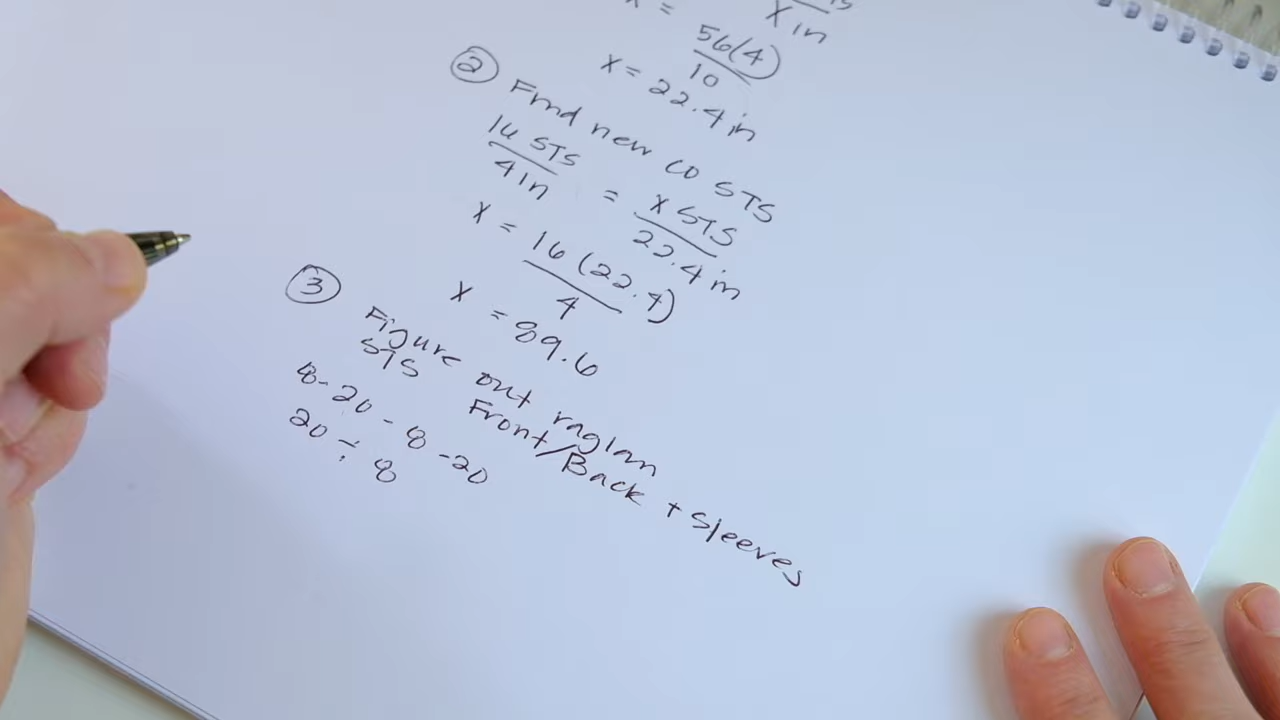 x =
x in
56(4)
10
x = 22.4 in
② Find new CO STS
16 STS
4 in
=
x STS
22.4 in
x = 16 (22.4)
4
x = 89.6
③ Figure out raglan
STS Front/Back + sleeves
8-20-8-20
20 ÷ 8